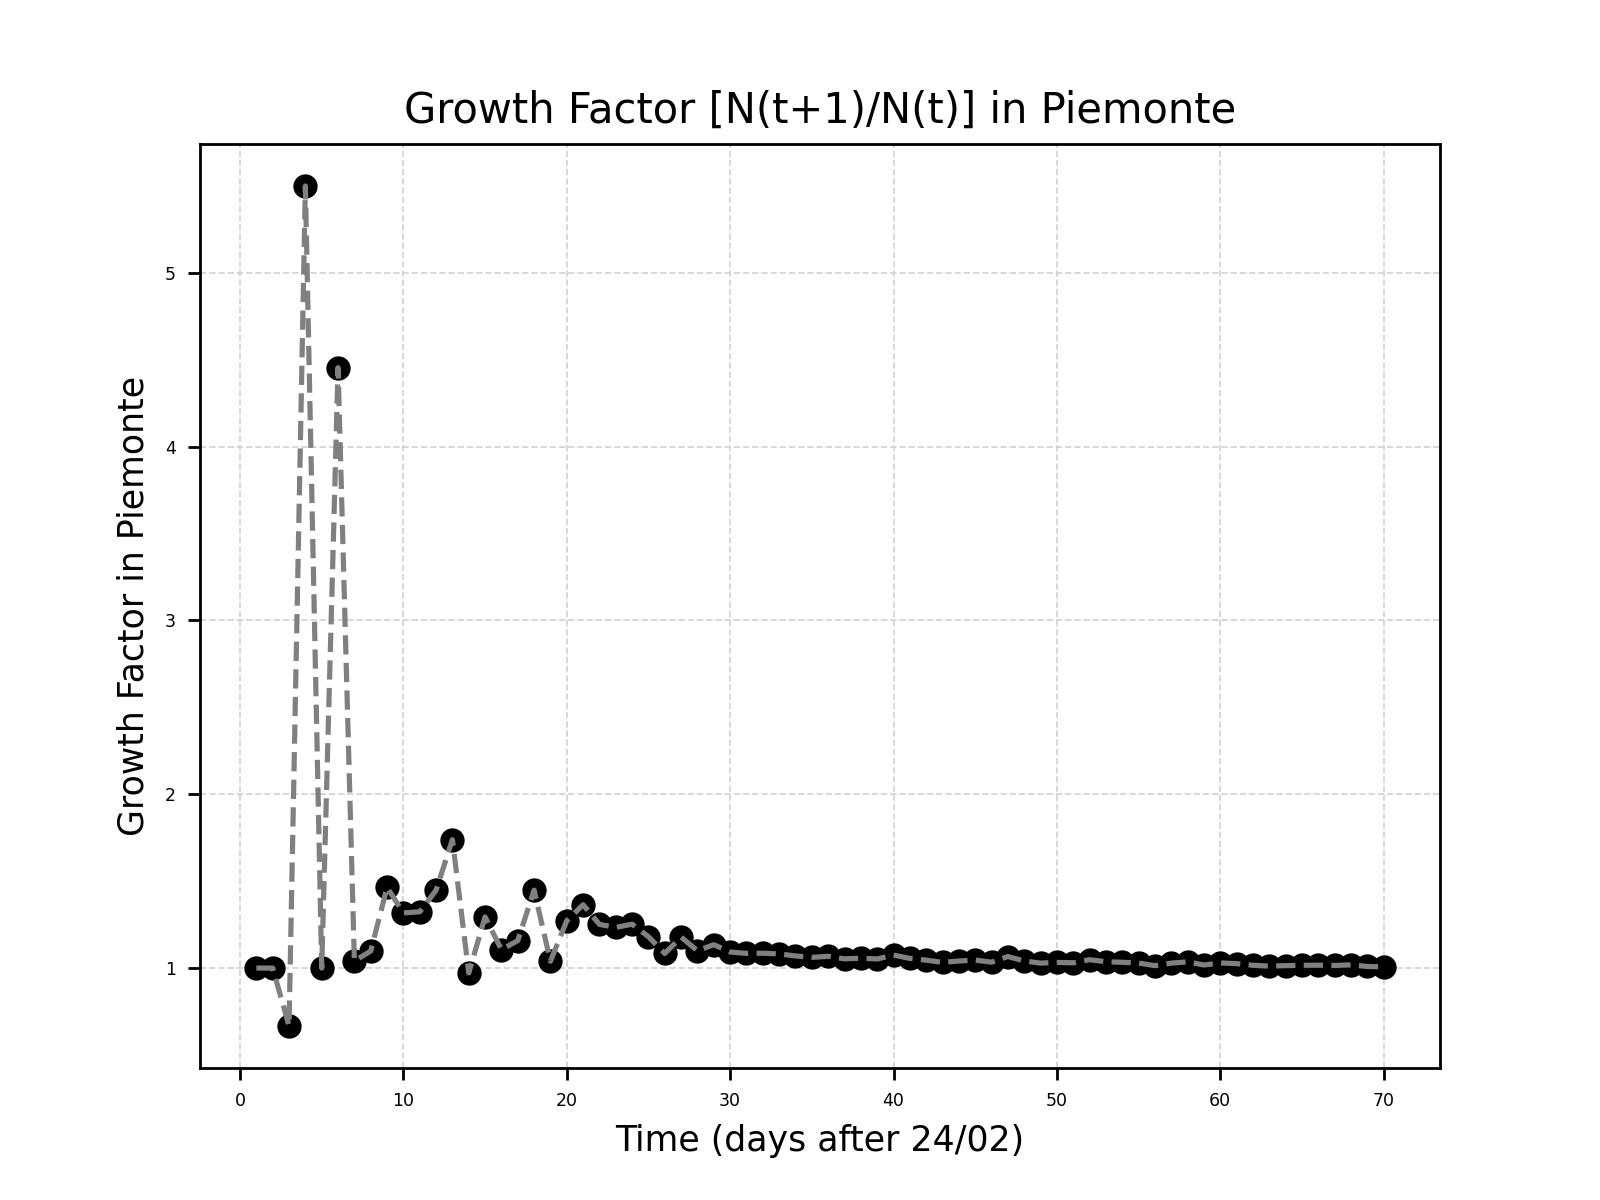 Growth Factor [N(t+1)/N(t)] in Piemonte
Growth Factor in Piemonte
5
4
3
2
1
0 10 20 30 40 50 60 70
Time (days after 24/02)